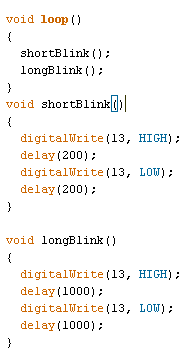 void loop()
{
  shortBlink();
  longBlink();
}
void shortBlink()
{
  digitalWrite(13, HIGH);
  delay(200);
  digitalWrite(13, LOW);
  delay(200);
}

void longBlink()
{
  digitalWrite(13, HIGH);
  delay(1000);
  digitalWrite(13, LOW);
  delay(1000);
}